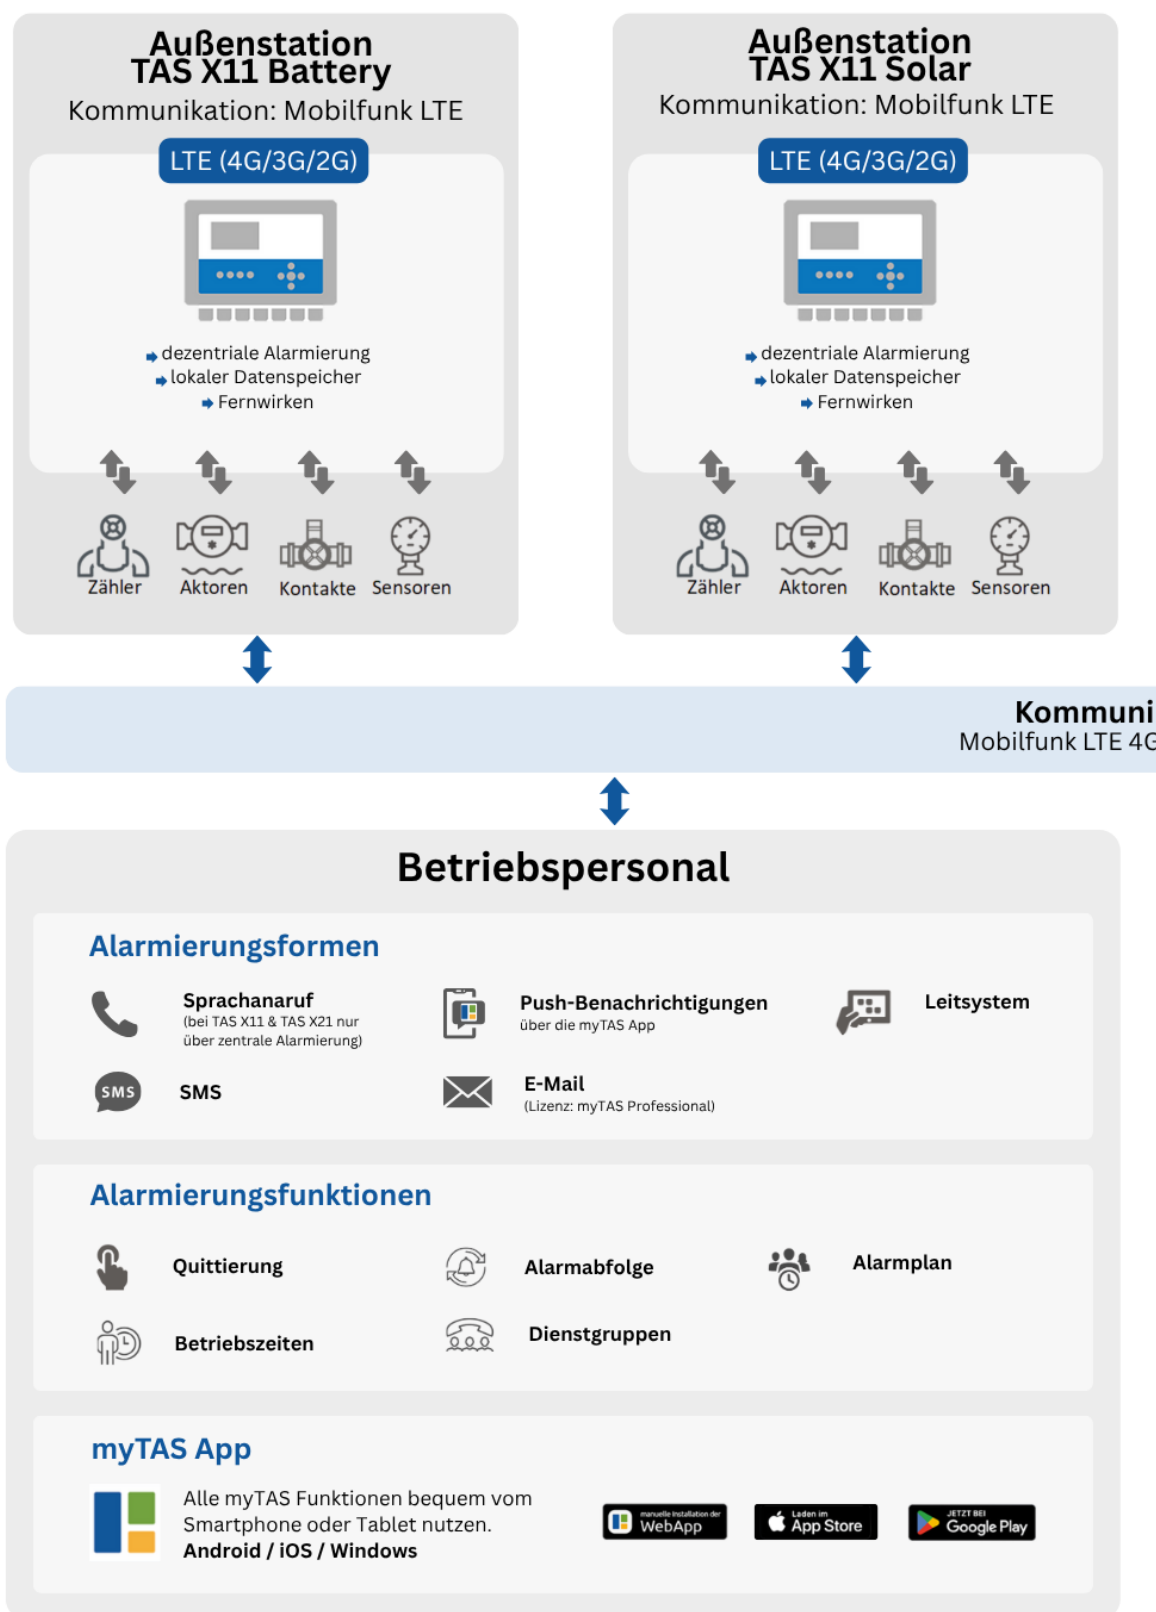 Außenstation
TAS X11 Battery
Kommunikation: Mobilfunk LTE
LTE (4G/3G/2G)
dezentriale Alarmierung
lokaler Datenspeicher
Fernwirken
Zähler
Aktoren
Kontakte
Sensoren
Außenstation
TAS X11 Solar
Kommunikation: Mobilfunk LTE
LTE (4G/3G/2G)
dezentriale Alarmierung
lokaler Datenspeicher
Fernwirken
Zähler
Aktoren
Kontakte
Sensoren
Kommuni
Mobilfunk LTE 4G
Betriebspersonal
Alarmierungsformen
Sprachanaruf
(bei TAS X11 & TAS X21 nur
über zentrale Alarmierung)
Push-Benachrichtigungen
über die myTAS App
Leitsystem
SMS
SMS
E-Mail
(Lizenz: myTAS Professional)
Alarmierungsfunktionen
Quittierung
Alarmabfolge
Alarmplan
Betriebszeiten
Dienstgruppen
myTAS App
Alle myTAS Funktionen bequem vom
Smartphone oder Tablet nutzen.
Android / iOS / Windows
manuelle Installation der
WebApp
Laden im
App Store
JETZT BEI
Google Play